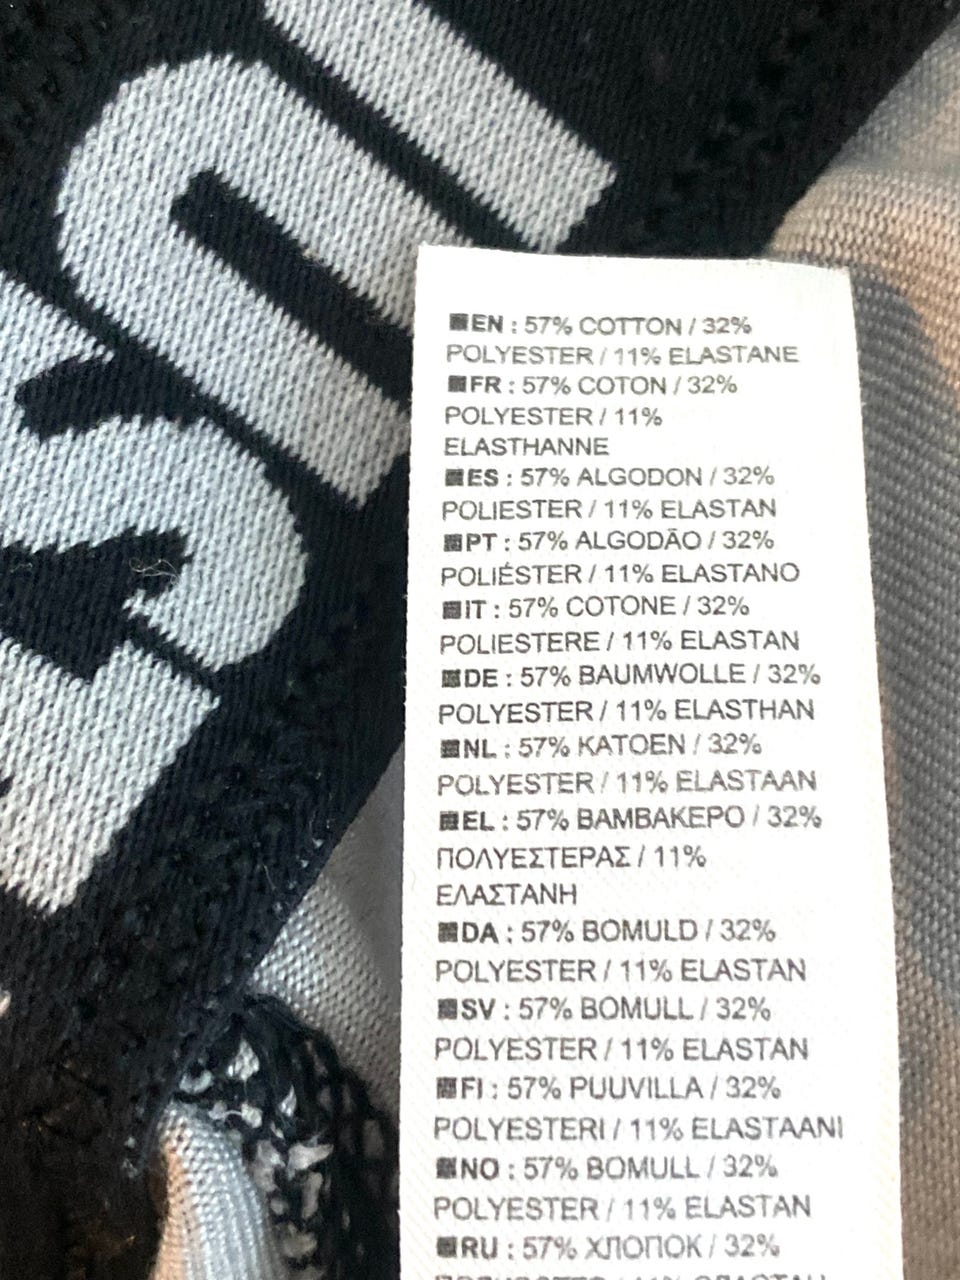 EN : 57% COTTON / 32%
POLYESTER / 11% ELASTANE
FR : 57% COTON / 32%
POLYESTER / 11%
ELASTHANNE
ES : 57% ALGODON / 32%
POLIESTER / 11% ELASTAN
PT : 57% ALGODÃO / 32%
POLIÉSTER / 11% ELASTANO
IT : 57% COTONE / 32%
POLIESTERE / 11% ELASTAN
DE : 57% BAUMWOLLE / 32%
POLYESTER / 11% ELASTHAN
NL : 57% KATOEN / 32%
POLYESTER / 11% ELASTAAN
EL : 57% ΒΑΜΒΑΚΕΡΟ / 32%
ΠΟΛΥΕΣΤΕΡΑΣ / 11%
ΕΛΑΣΤΑΝΗ
DA : 57% BOMULD / 32%
POLYESTER / 11% ELASTAN
SV : 57% BOMULL / 32%
POLYESTER / 11% ELASTAN
FI : 57% PUUVILLA / 32%
POLYESTERI / 11% ELASTAANI
NO : 57% BOMULL / 32%
POLYESTER / 11% ELASTAN
RU : 57% ХЛОПОК / 32%